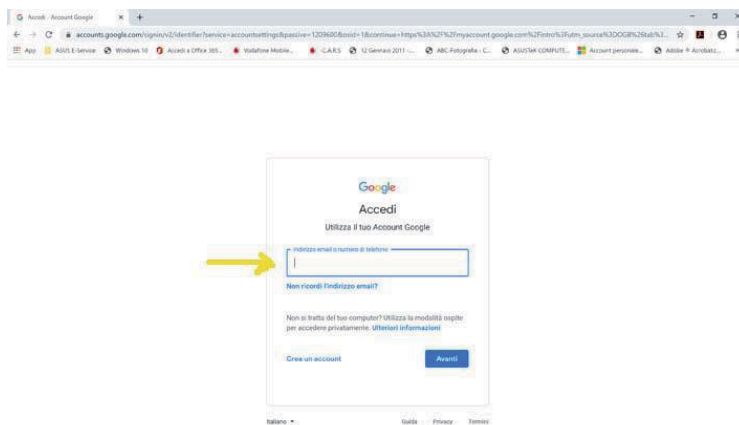 Accedi - Account Google
accounts.google.com/signin/v2/identifier?service=accountsettings&passive=1209600&osid=1&continue=https%3A%2F%2Fmyaccount.google.com%2Fintro%3Futm_source%3DOGB%26tab%3...
App ASUS E-Service Windows 10 Accedi a Office 365... Vodafone Mobile... C.A.R.S 12 Gennaio 2011 -... ABC-Fotografia - C... ASUSTeK COMPUTE... Account personale... Adobe ® Acrobat®...
Google
Accedi
Utilizza il tuo Account Google
Indirizzo email o numero di telefono
Non ricordi l'indirizzo email?
Non si tratta del tuo computer? Utilizza la modalità ospite
per accedere privatamente. Ulteriori informazioni
Crea un account Avanti
Italiano Guida Privacy Termini